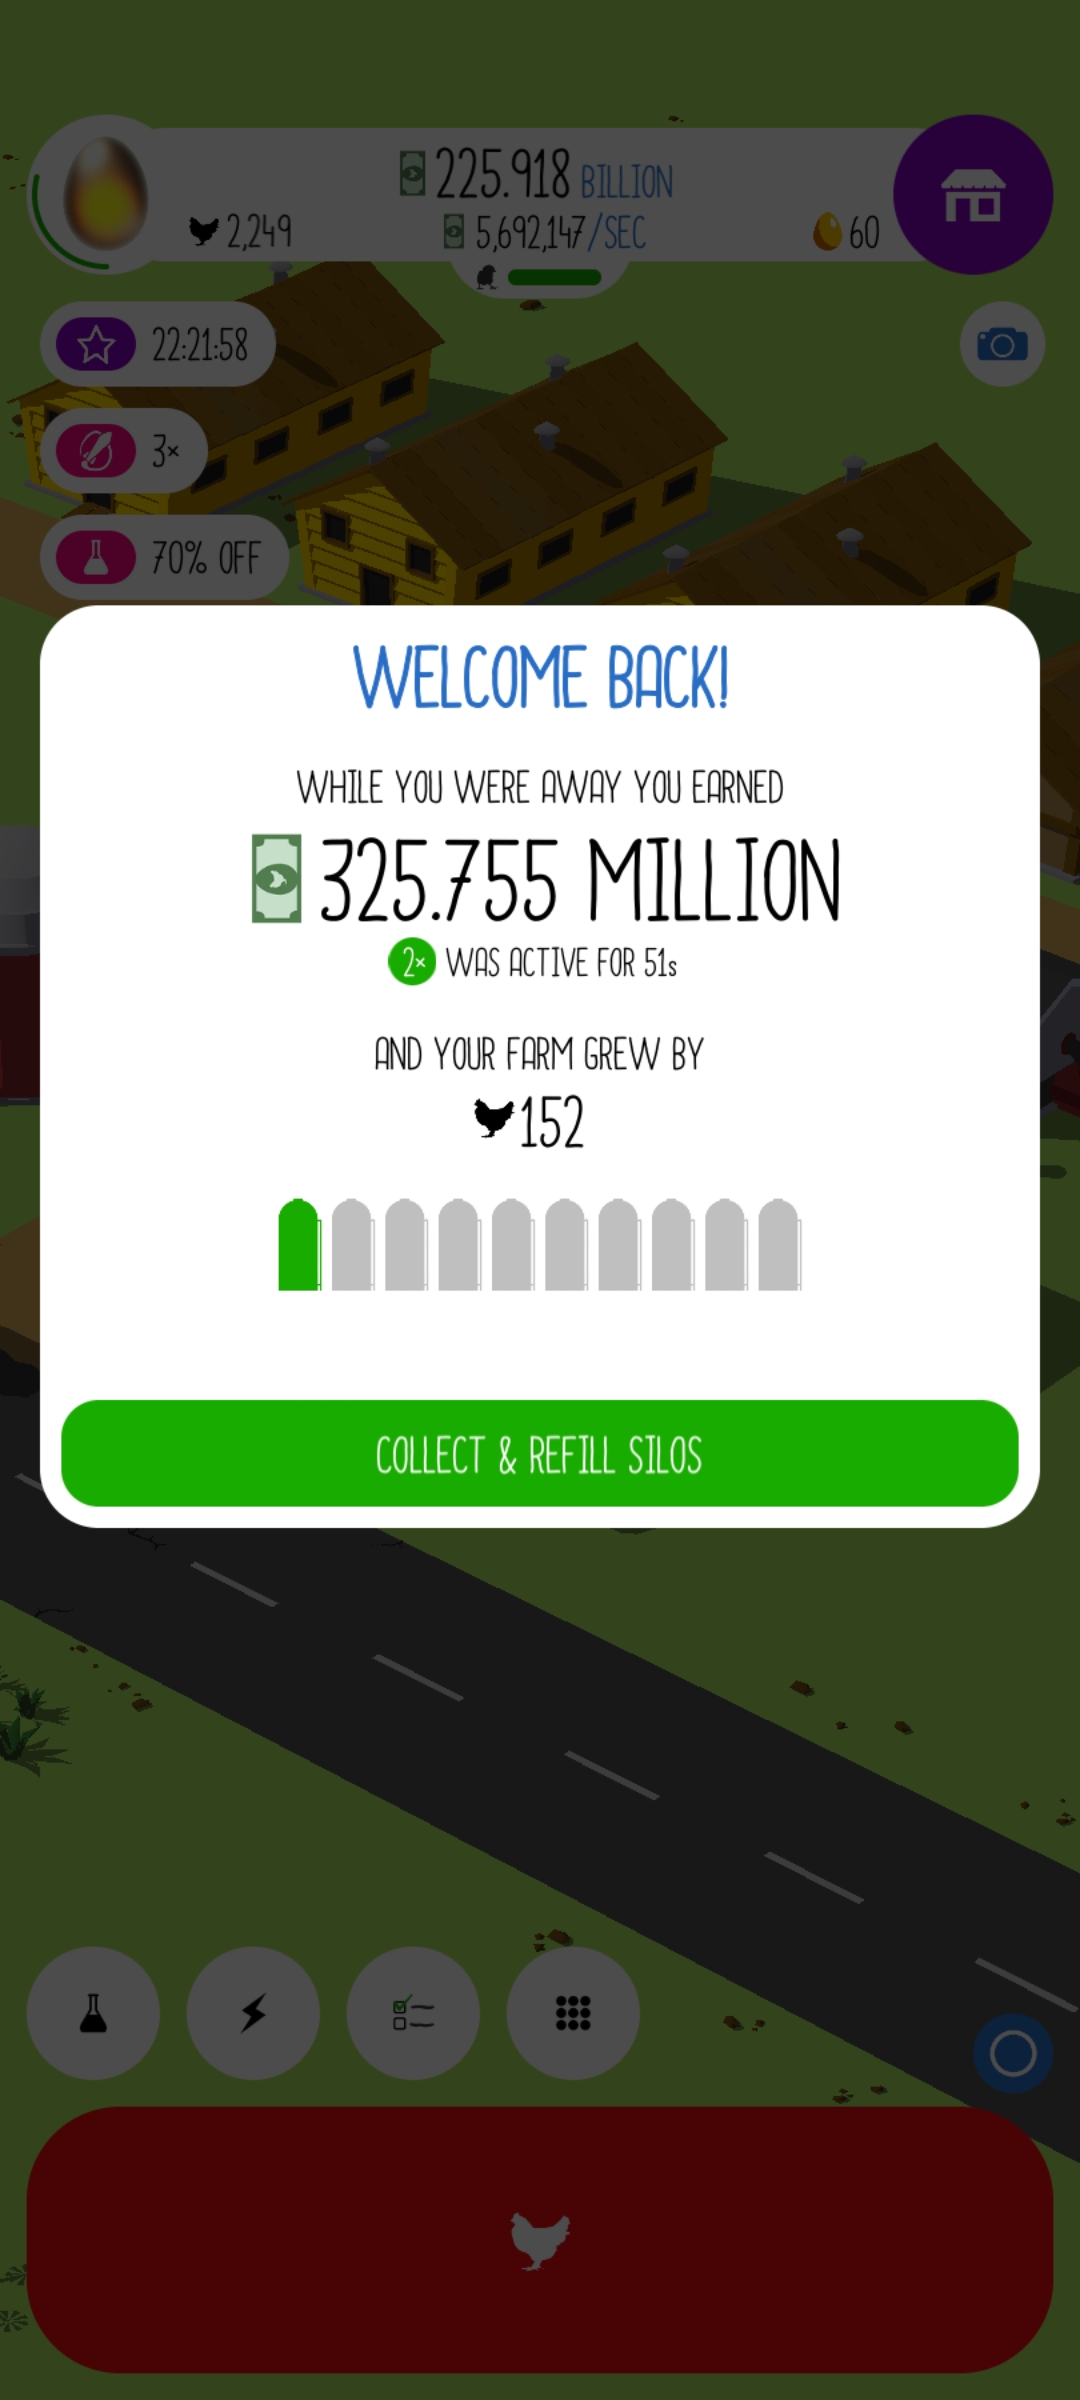 225.918 BILLION
2,249 5,692,147/SEC 60
22:21:58
3×
70% OFF
WELCOME BACK!
WHILE YOU WERE AWAY YOU EARNED
325.755 MILLION
2× WAS ACTIVE FOR 51s
AND YOUR FARM GREW BY
152
COLLECT & REFILL SILOS